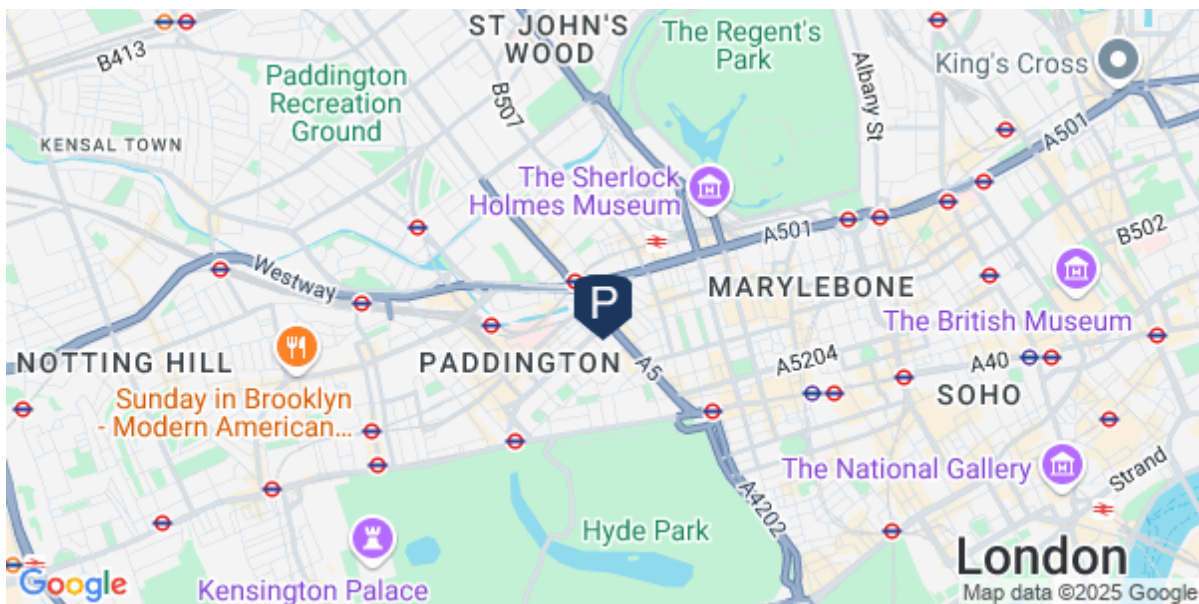 B413
ST JOHN'S
WOOD
The Regent's
Park
Albany St
King's Cross
Paddington
Recreation
Ground
B507
A501
KENSAL TOWN
The Sherlock
Holmes Museum
A501
B502
Westway
MARYLEBONE
P
The British Museum
NOTTING HILL
PADDINGTON
A5
A5204
A40
SOHO
Sunday in Brooklyn
- Modern American...
The National Gallery
Strand
A4202
Hyde Park
London
Google
Kensington Palace
Map data ©2025 Google